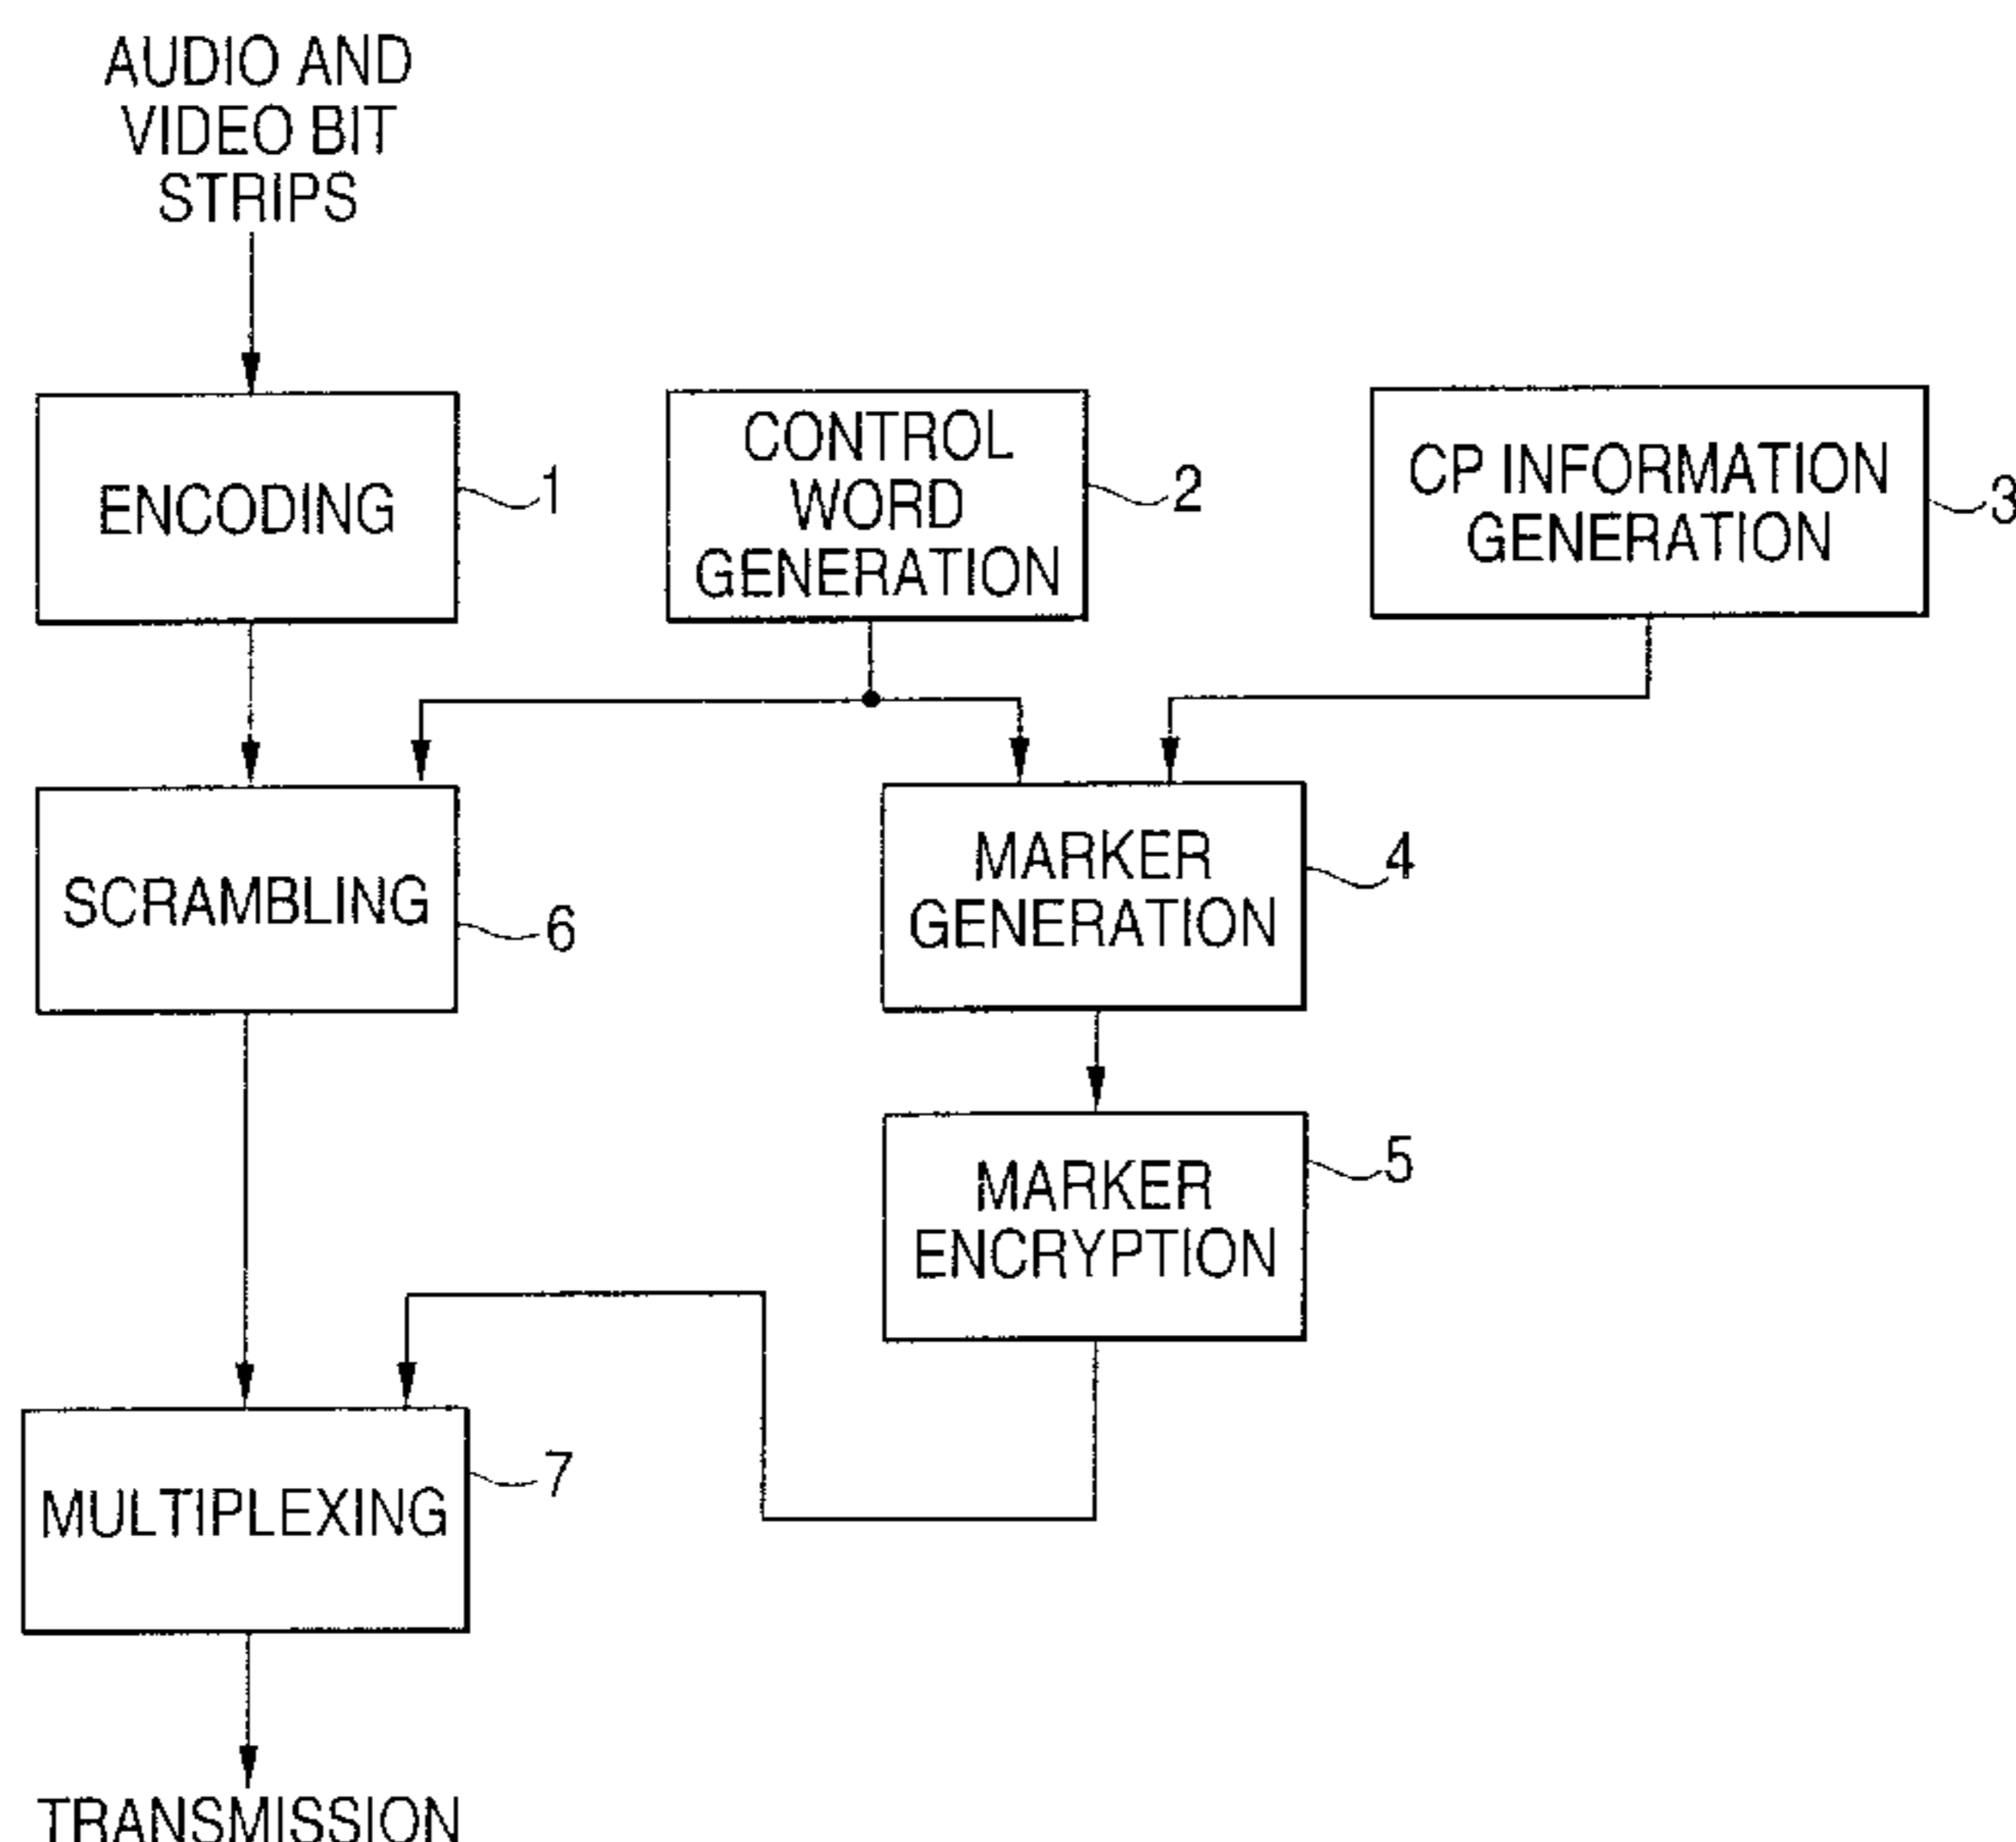 AUDIO AND
VIDEO BIT
STRIPS
ENCODING
1
CONTROL
WORD
GENERATION
2
CP INFORMATION
GENERATION
3
SCRAMBLING
6
MARKER
GENERATION
4
MARKER
ENCRYPTION
5
MULTIPLEXING
7
TRANSMISSION